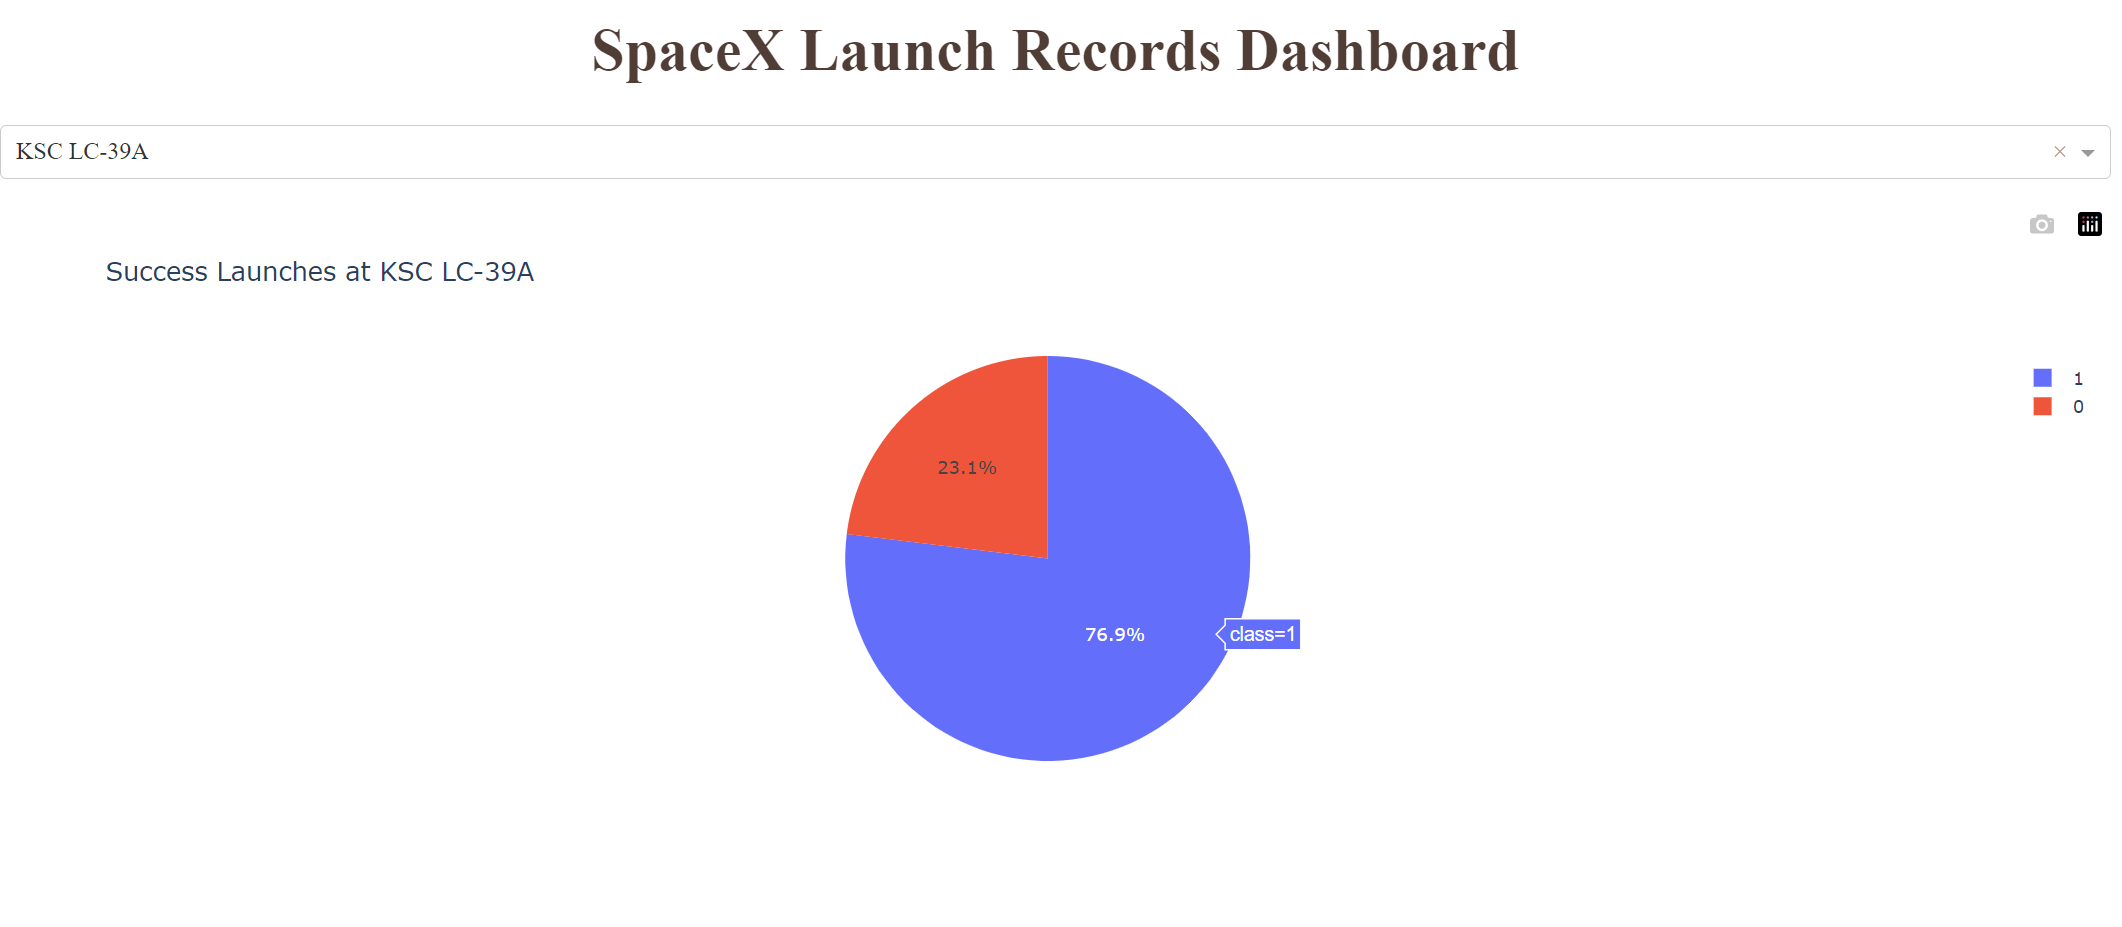 SpaceX Launch Records Dashboard
KSC LC-39A
Success Launches at KSC LC-39A
1
0
23.1%
76.9%
class=1